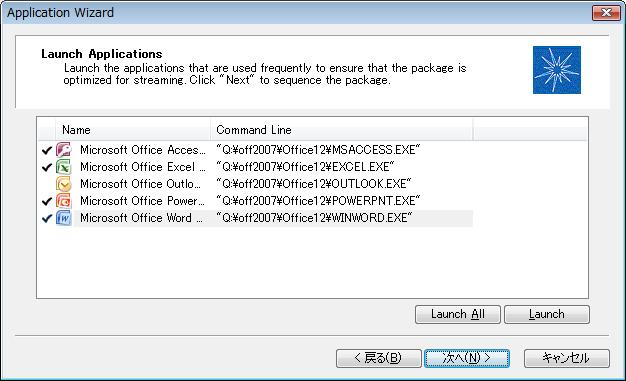 Application Wizard
Launch Applications
Launch the applications that are used frequently to ensure that the package is
optimized for streaming. Click "Next" to sequence the package.
Name Command Line
Microsoft Office Acces... "Q:¥off2007¥Office12¥MSACCESS.EXE"
Microsoft Office Excel ... "Q:¥off2007¥Office12¥EXCEL.EXE"
Microsoft Office Outlo... "Q:¥off2007¥Office12¥OUTLOOK.EXE"
Microsoft Office Power... "Q:¥off2007¥Office12¥POWERPNT.EXE"
Microsoft Office Word ... "Q:¥off2007¥Office12¥WINWORD.EXE"
Launch All Launch
< 戻る(B) 次へ(N) > キャンセル